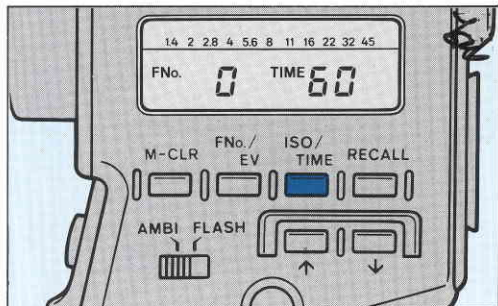 1.4 2 2.8 4 5.6 8 11 16 22 32 45
FNo. 0 TIME 60
M-CLR FNo./EV ISO/TIME RECALL
AMBI FLASH
↑ ↓